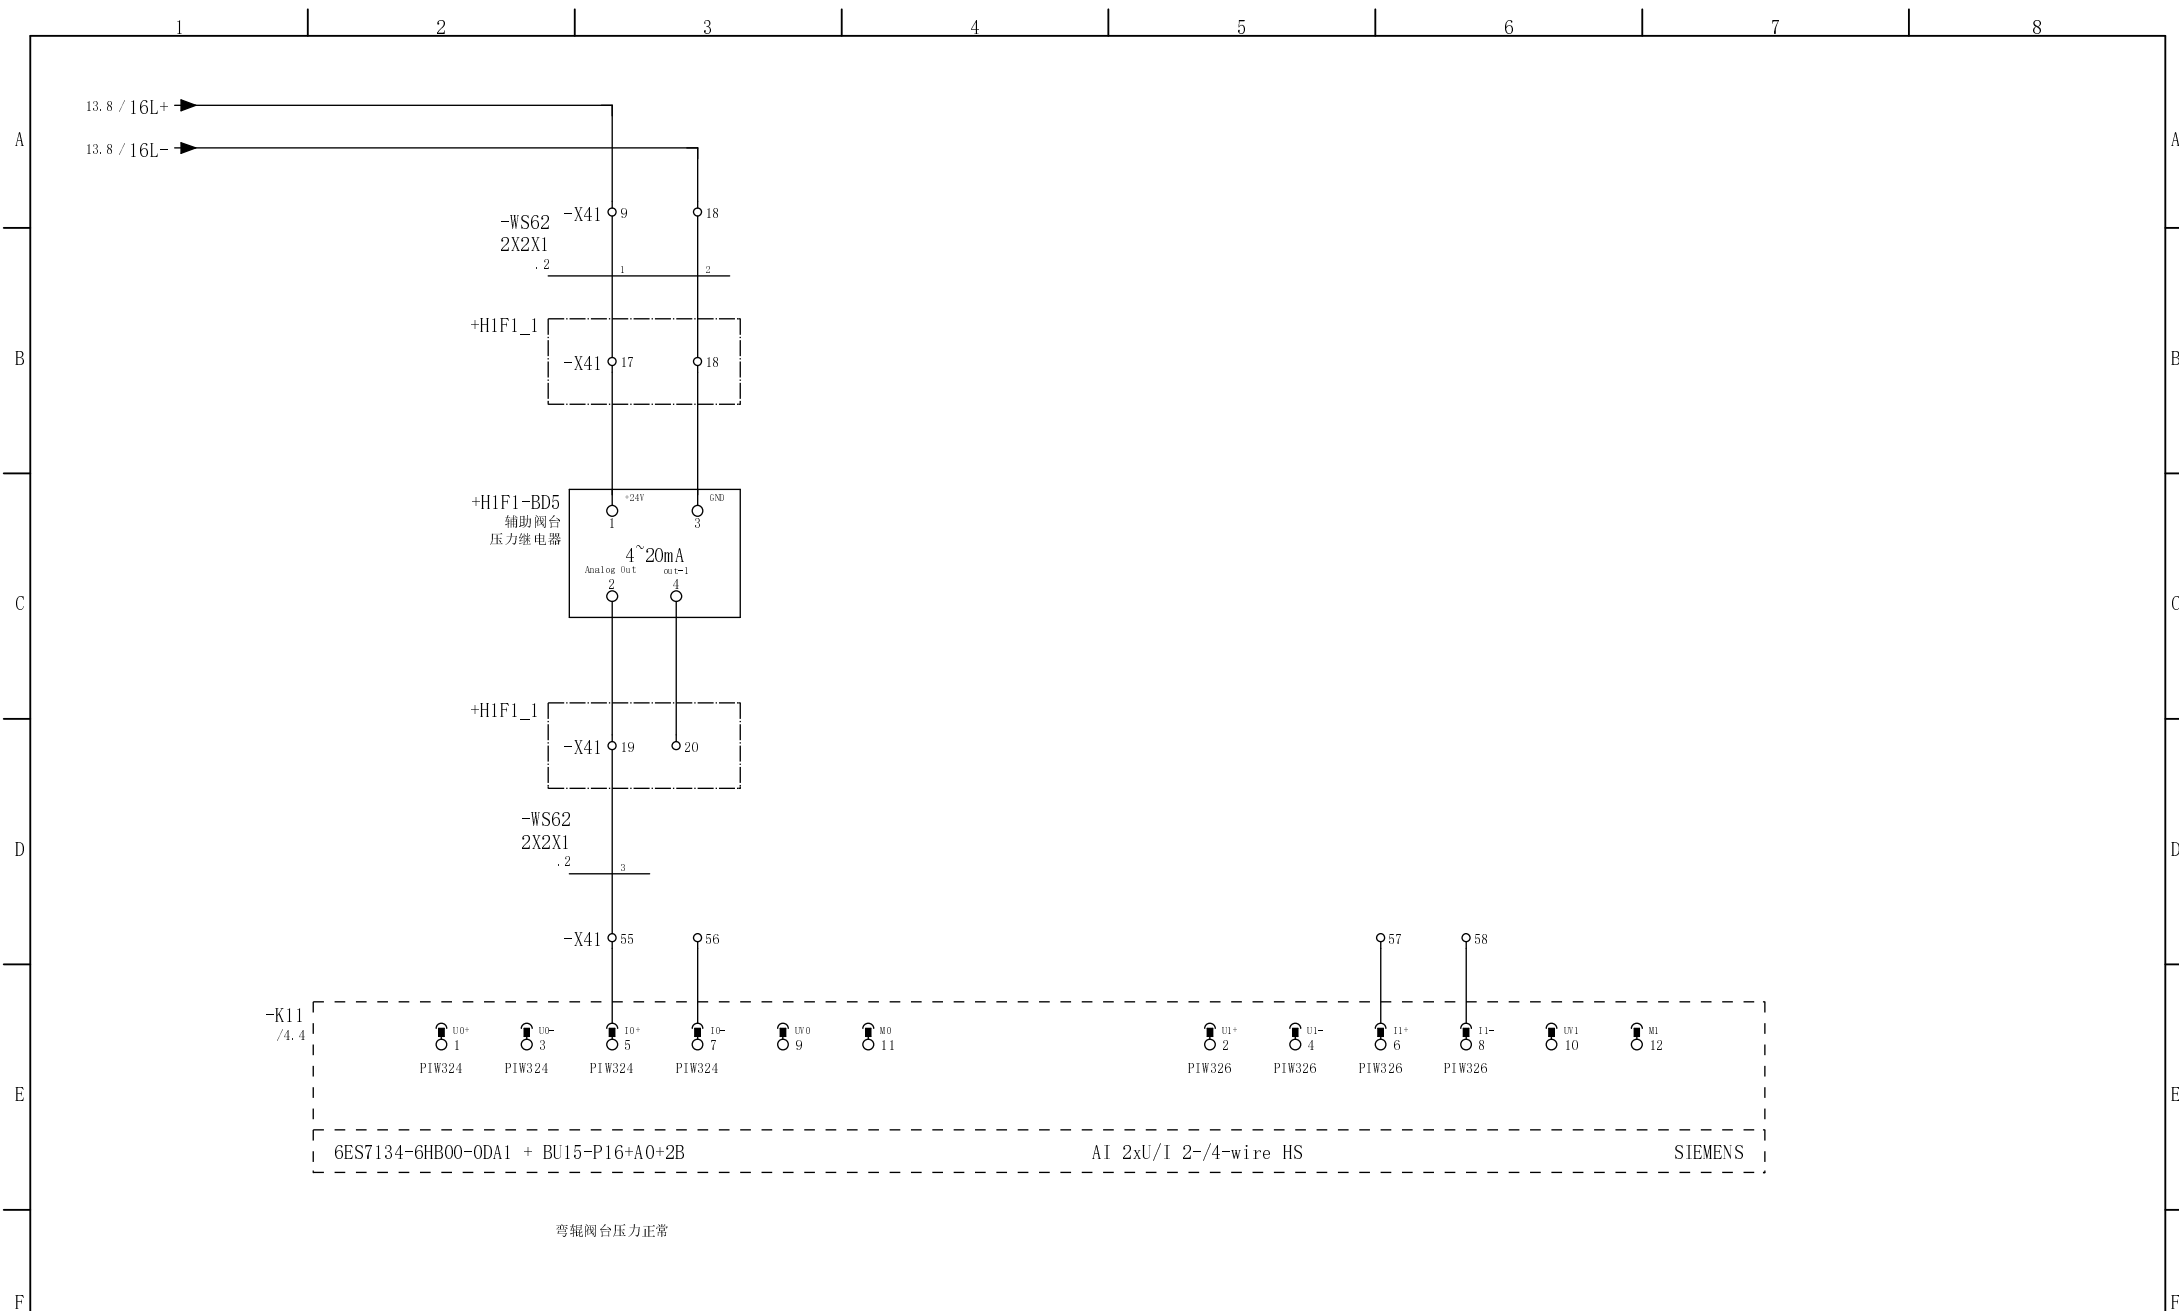 1 2 3 4 5 6 7 8
13.8 / 16L+
A A
13.8 / 16L-
-X41 9 18
-WS62
2X2X1
.2
1 2
+H1F1_1
B B
-X41 17 18
+H1F1-BD5 +24V GND
辅助阀台 1 3
压力继电器
4~20mA
Analog Out out-1
2 4
C C
+H1F1_1
-X41 19 20
-WS62
2X2X1
.2 3
D D
-X41 55 56 57 58
-K11
/4.4
U0+ U0- I0+ I0- UV0 M0 U1+ U1- I1+ I1- UV1 M1
1 3 5 7 9 11 2 4 6 8 10 12
PIW324 PIW324 PIW324 PIW324 PIW326 PIW326 PIW326 PIW326
E E
6ES7134-6HB00-0DA1 + BU15-P16+A0+2B AI 2xU/I 2-/4-wire HS SIEMENS
弯辊阀台压力正常
F F